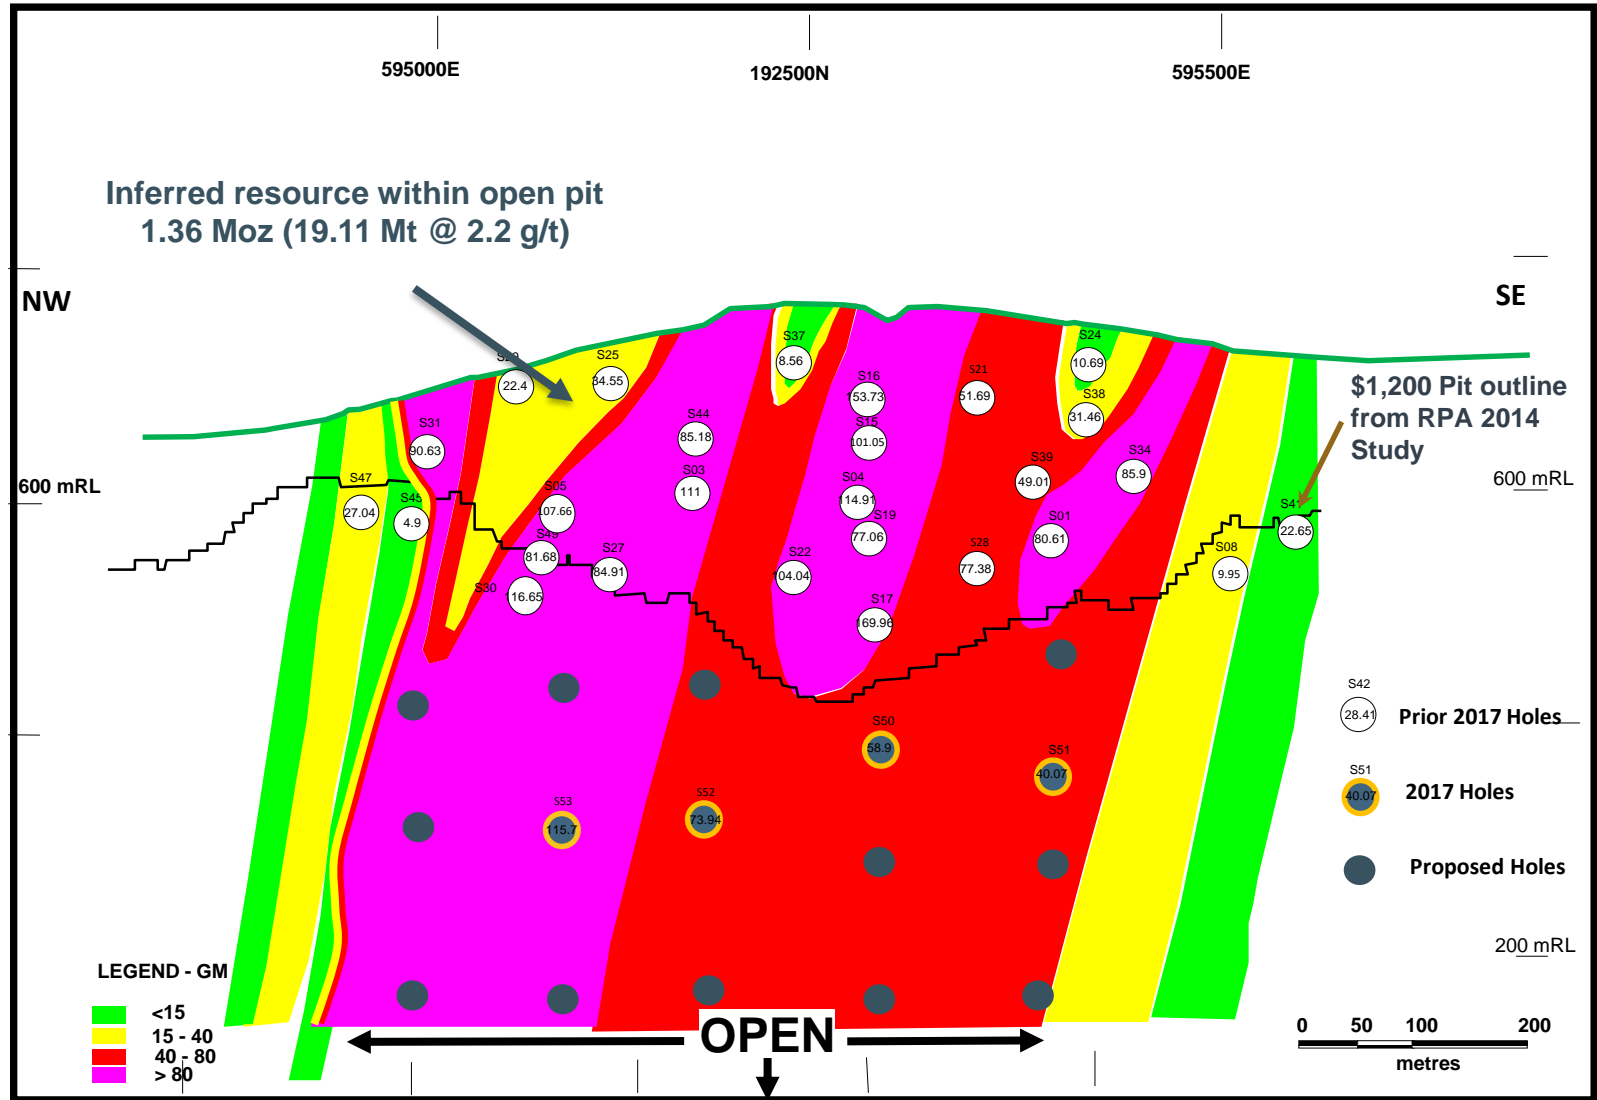 595000E
192500N
595500E
Inferred resource within open pit
1.36 Moz (19.11 Mt @ 2.2 g/t)
NW
SE
$1,200 Pit outline
from RPA 2014
Study
600 mRL
600 mRL
200 mRL
S31
90.63
22.4
S25
34.55
S37
8.56
S16
153.73
S15
101.05
S21
51.69
S24
10.69
S38
31.46
S44
85.18
S03
111
S04
114.91
S19
77.06
S39
49.01
S34
85.9
S01
80.61
S47
27.04
S45
4.9
S05
107.66
S49
81.68
S27
84.91
S30
116.65
S22
104.04
S28
77.38
S17
169.96
S41
22.65
S08
9.95
S50
58.9
S51
40.07
S52
73.94
S53
115.7
S42
28.41
Prior 2017 Holes
S51
40.07
2017 Holes
Proposed Holes
LEGEND - GM
<15
15 - 40
40 - 80
> 80
OPEN
0 50 100 200
metres